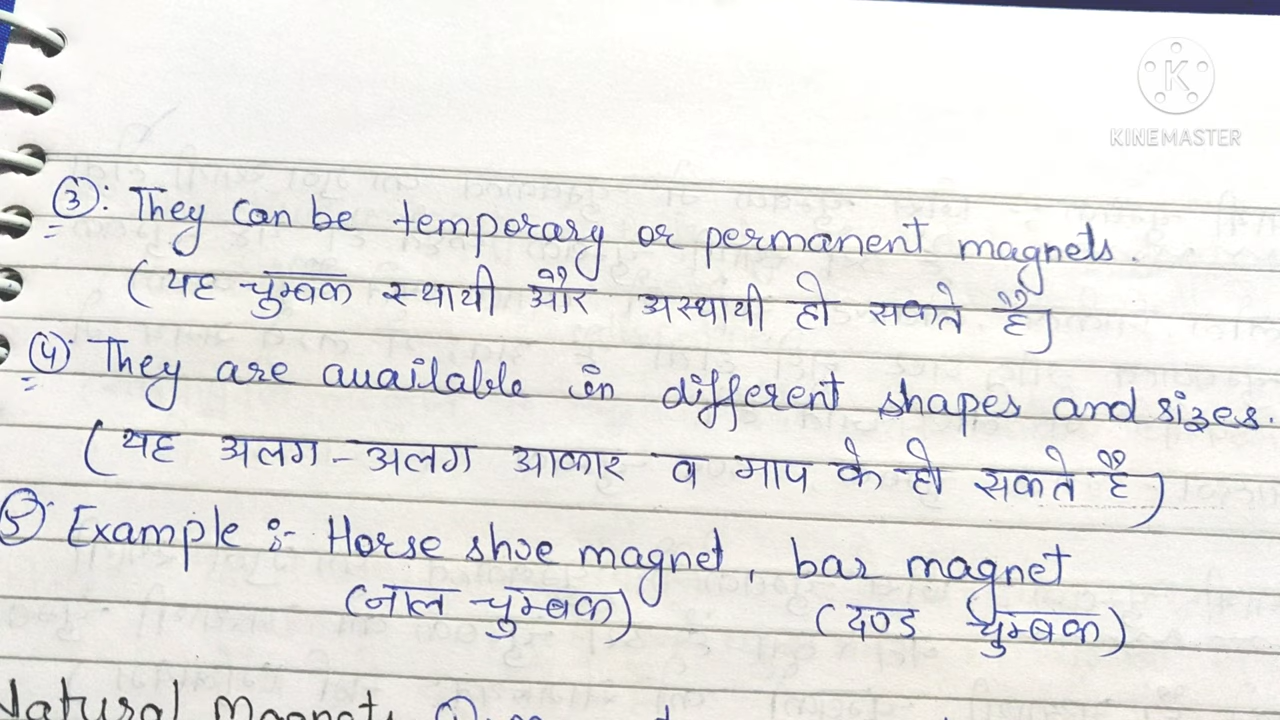 KINEMASTER
③: They can be temporary or permanent magnets.
(यह चुम्बक स्थायी और अस्थायी हो सकते है)
④ They are available in different shapes and sizes.
(यह अलग-अलग आकार व माप के हो सकते है)
⑤ Example :- Horse shoe magnet, bar magnet
(नाल चुम्बक) (दण्ड चुम्बक)
Natural Magnet